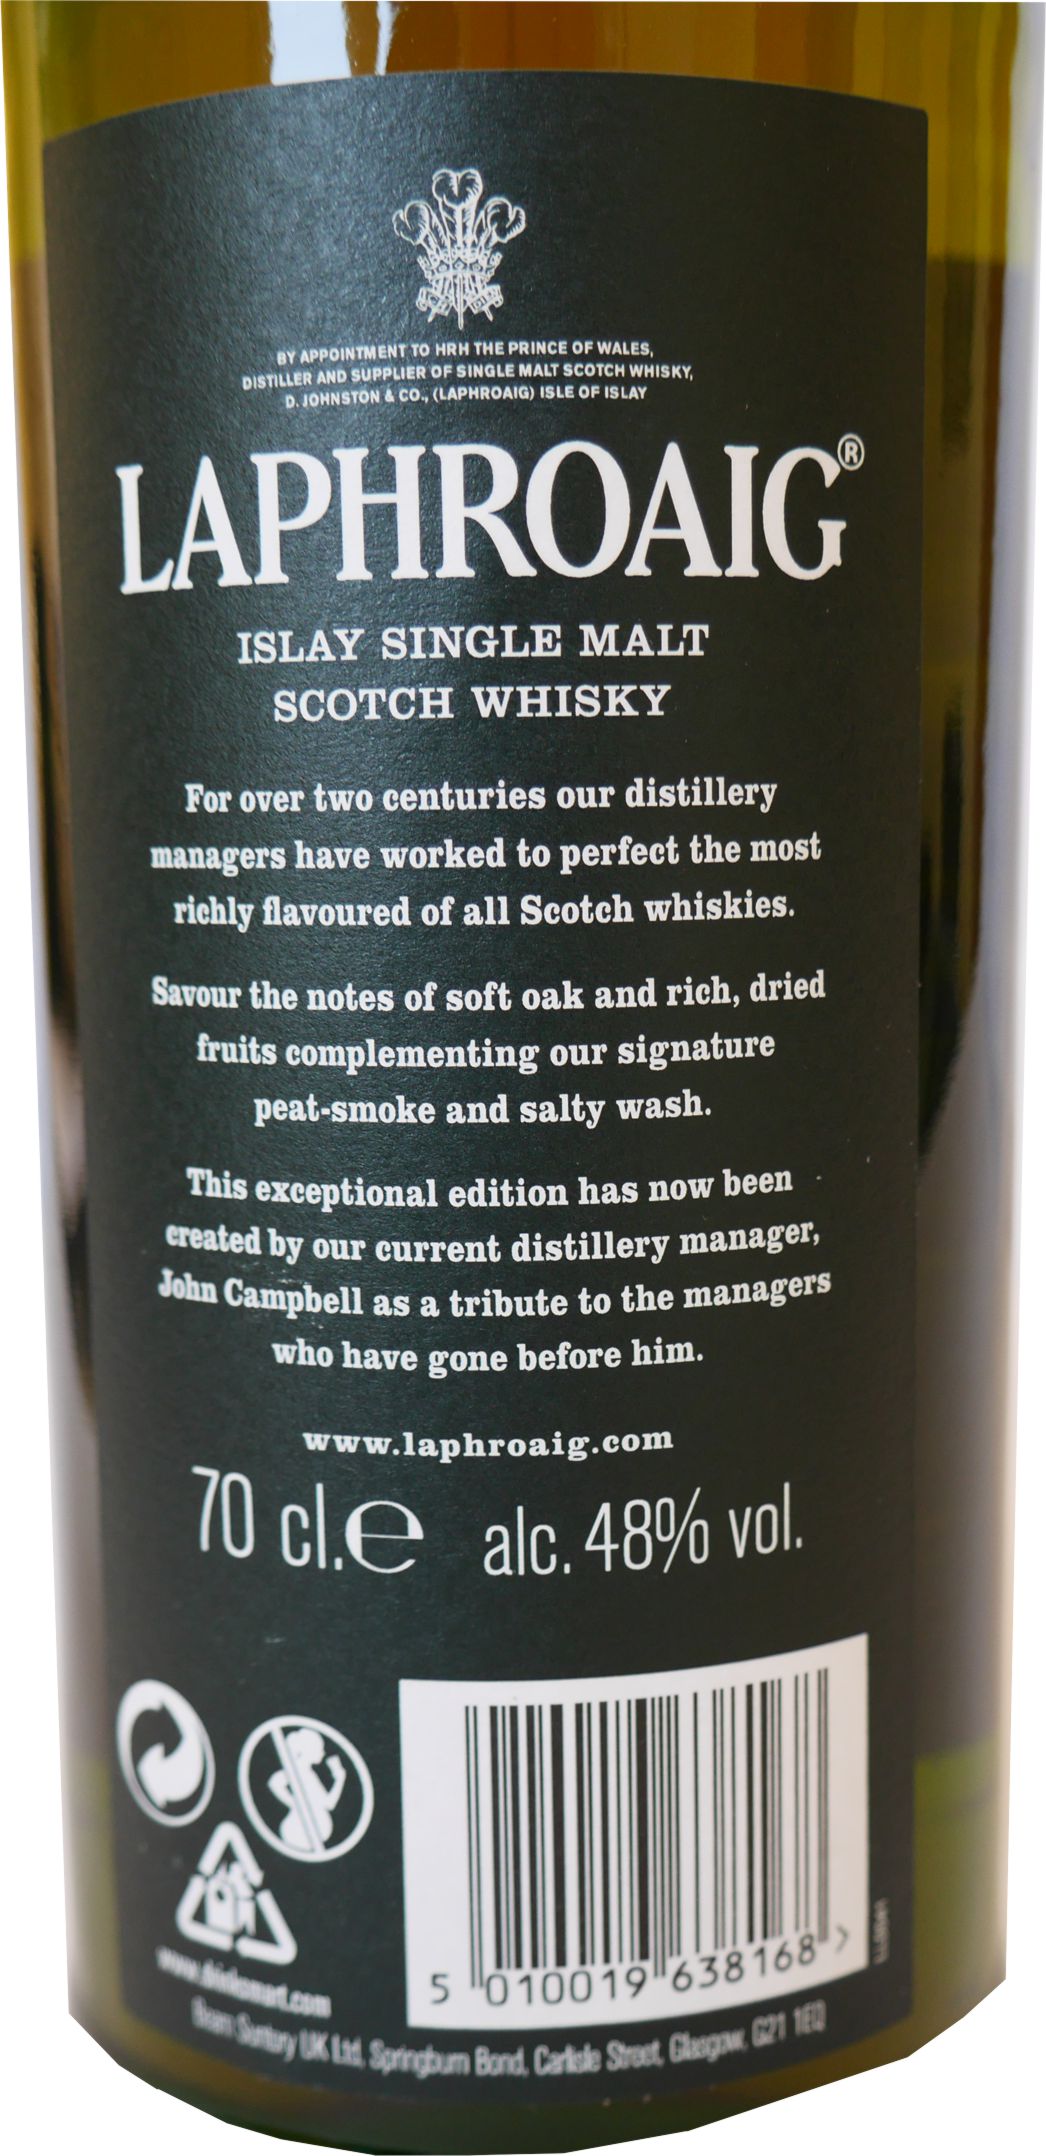 BY APPOINTMENT TO HRH THE PRINCE OF WALES,
DISTILLER AND SUPPLIER OF SINGLE MALT SCOTCH WHISKY,
D. JOHNSTON & CO., (LAPHROAIG) ISLE OF ISLAY
LAPHROAIG®
ISLAY SINGLE MALT
SCOTCH WHISKY
For over two centuries our distillery
managers have worked to perfect the most
richly flavoured of all Scotch whiskies.
Savour the notes of soft oak and rich, dried
fruits complementing our signature
peat-smoke and salty wash.
This exceptional edition has now been
created by our current distillery manager,
John Campbell as a tribute to the managers
who have gone before him.
www.laphroaig.com
70 cl.e alc. 48% vol.
5 010019 638168 >
www.drinksmart.com
Beam Suntory UK Ltd, Springburn Bond, Carlisle Street, Glasgow, G21 1EQ